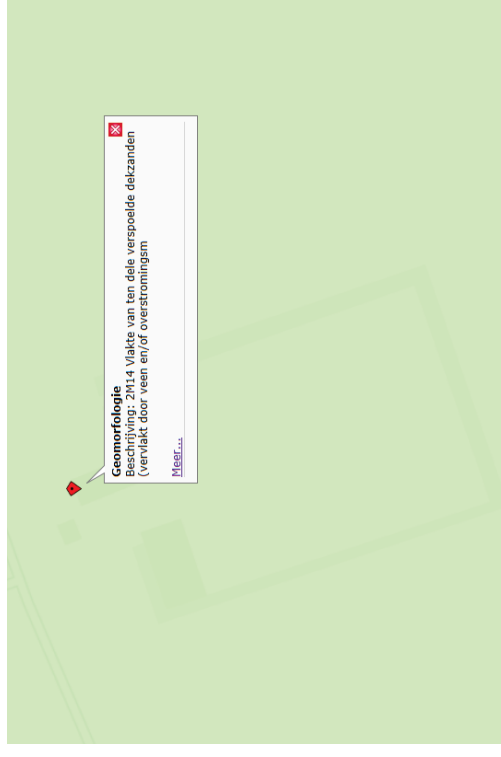 Geomorfologie
Beschrijving: 2M14 Vlakte van ten dele verspoelde dekzanden
(vervlakt door veen en/of overstromingsm
Meer...